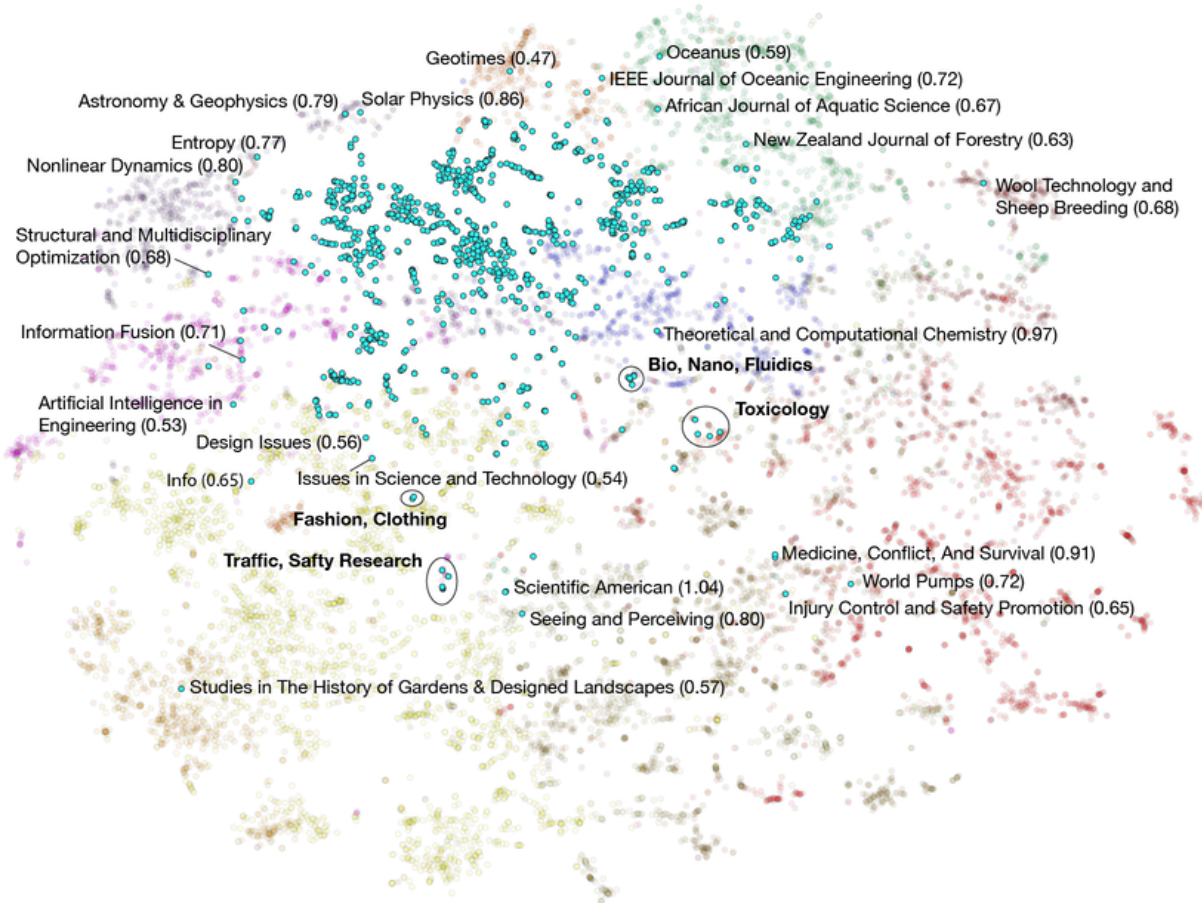 Geotimes (0.47)
Oceanus (0.59)
IEEE Journal of Oceanic Engineering (0.72)
Astronomy & Geophysics (0.79)
Solar Physics (0.86)
African Journal of Aquatic Science (0.67)
Entropy (0.77)
New Zealand Journal of Forestry (0.63)
Nonlinear Dynamics (0.80)
Wool Technology and
Sheep Breeding (0.68)
Structural and Multidisciplinary
Optimization (0.68)
Information Fusion (0.71)
Theoretical and Computational Chemistry (0.97)
Bio, Nano, Fluidics
Artificial Intelligence in
Engineering (0.53)
Toxicology
Design Issues (0.56)
Info (0.65)
Issues in Science and Technology (0.54)
Fashion, Clothing
Traffic, Safty Research
Medicine, Conflict, And Survival (0.91)
Scientific American (1.04)
World Pumps (0.72)
Injury Control and Safety Promotion (0.65)
Seeing and Perceiving (0.80)
Studies in The History of Gardens & Designed Landscapes (0.57)